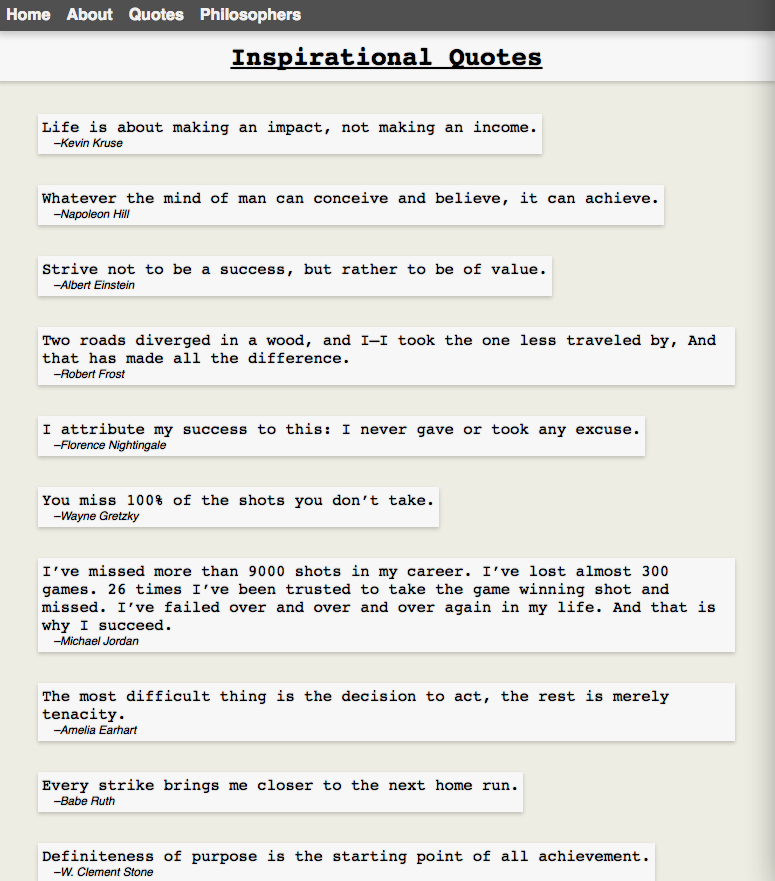 Home About Quotes Philosophers
Inspirational Quotes
Life is about making an impact, not making an income.
–Kevin Kruse
Whatever the mind of man can conceive and believe, it can achieve.
–Napoleon Hill
Strive not to be a success, but rather to be of value.
–Albert Einstein
Two roads diverged in a wood, and I—I took the one less traveled by, And
that has made all the difference.
–Robert Frost
I attribute my success to this: I never gave or took any excuse.
–Florence Nightingale
You miss 100% of the shots you don’t take.
–Wayne Gretzky
I’ve missed more than 9000 shots in my career. I’ve lost almost 300
games. 26 times I’ve been trusted to take the game winning shot and
missed. I’ve failed over and over and over again in my life. And that is
why I succeed.
–Michael Jordan
The most difficult thing is the decision to act, the rest is merely
tenacity.
–Amelia Earhart
Every strike brings me closer to the next home run.
–Babe Ruth
Definiteness of purpose is the starting point of all achievement.
–W. Clement Stone